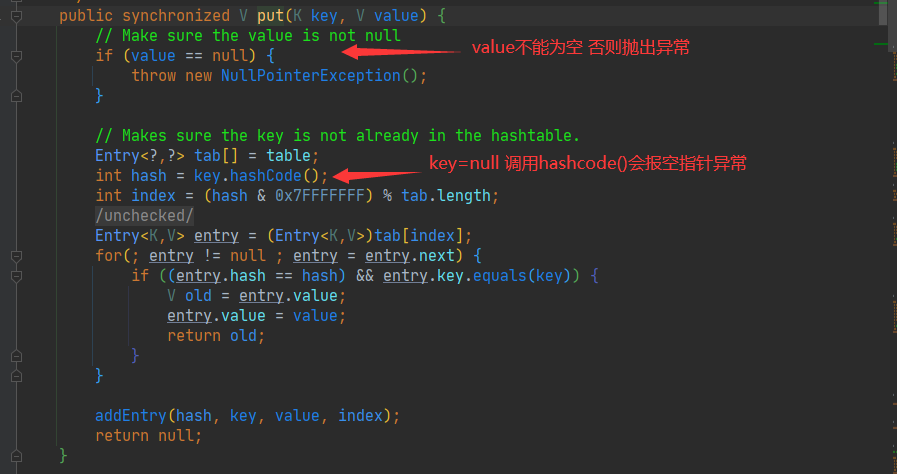 public synchronized V put(K key, V value) {
// Make sure the value is not null
if (value == null) {
value不能为空 否则抛出异常
throw new NullPointerException();
}
// Makes sure the key is not already in the hashtable.
Entry<?,?> tab[] = table;
key=null 调用hashcode()会报空指针异常
int hash = key.hashCode();
int index = (hash & 0x7FFFFFFF) % tab.length;
/unchecked/
Entry<K,V> entry = (Entry<K,V>)tab[index];
for(; entry != null ; entry = entry.next) {
if ((entry.hash == hash) && entry.key.equals(key)) {
V old = entry.value;
entry.value = value;
return old;
}
}
addEntry(hash, key, value, index);
return null;
}